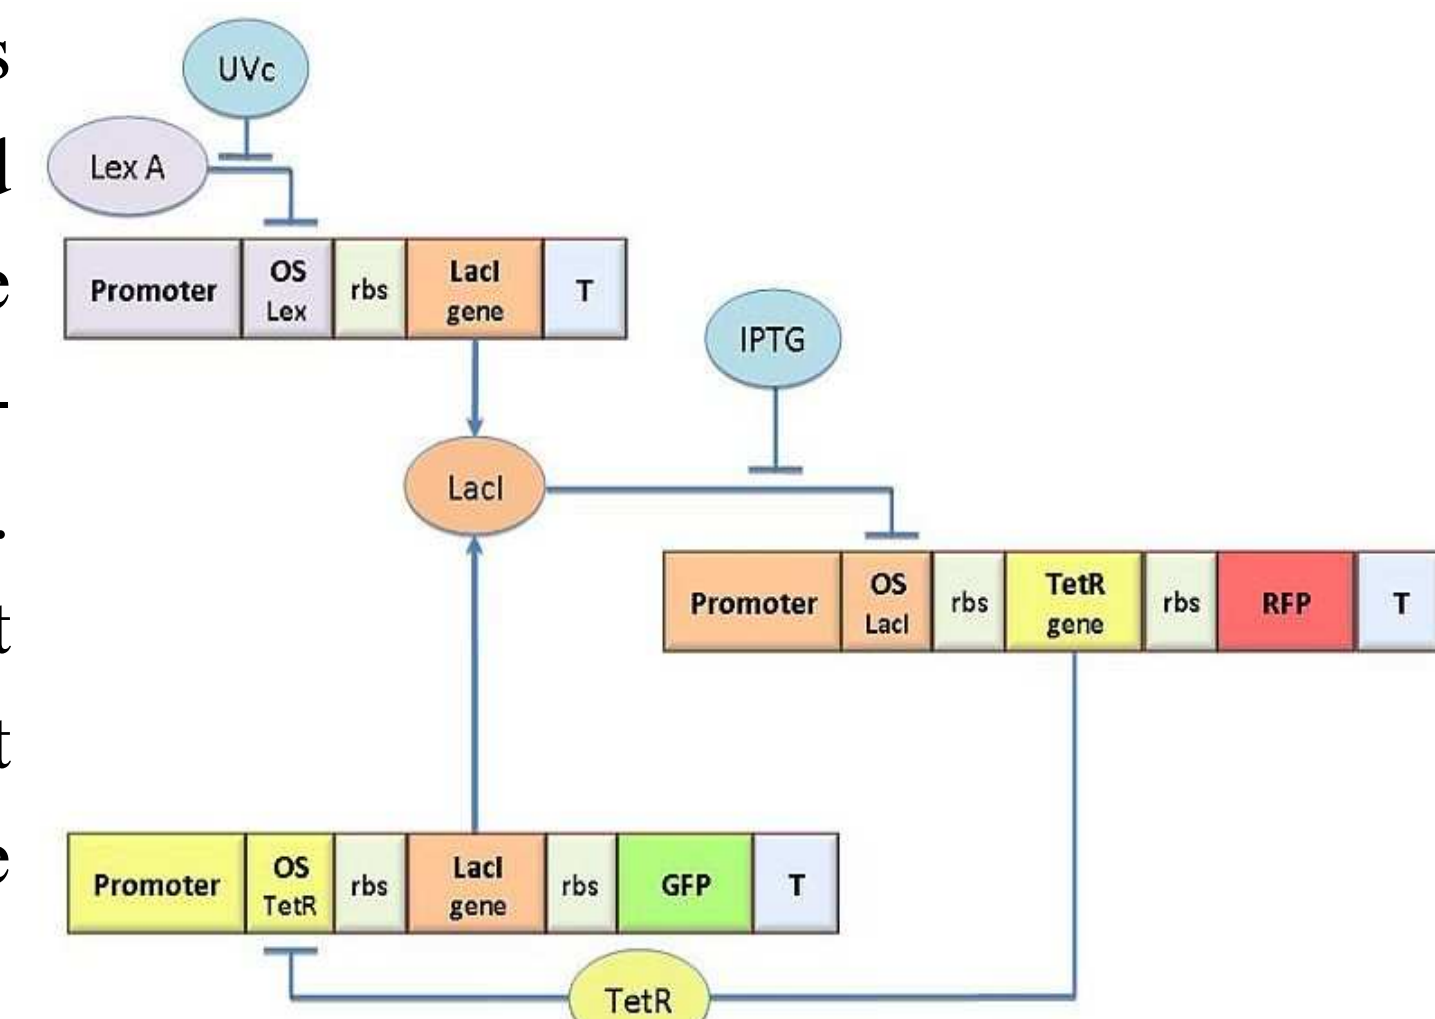 s
UVc
d
Lex A
e
Promoter OS Lex rbs LacI gene T
-
IPTG
LacI
.
Promoter OS LacI rbs TetR gene rbs RFP T
t
t
e
Promoter OS TetR rbs LacI gene rbs GFP T
TetR